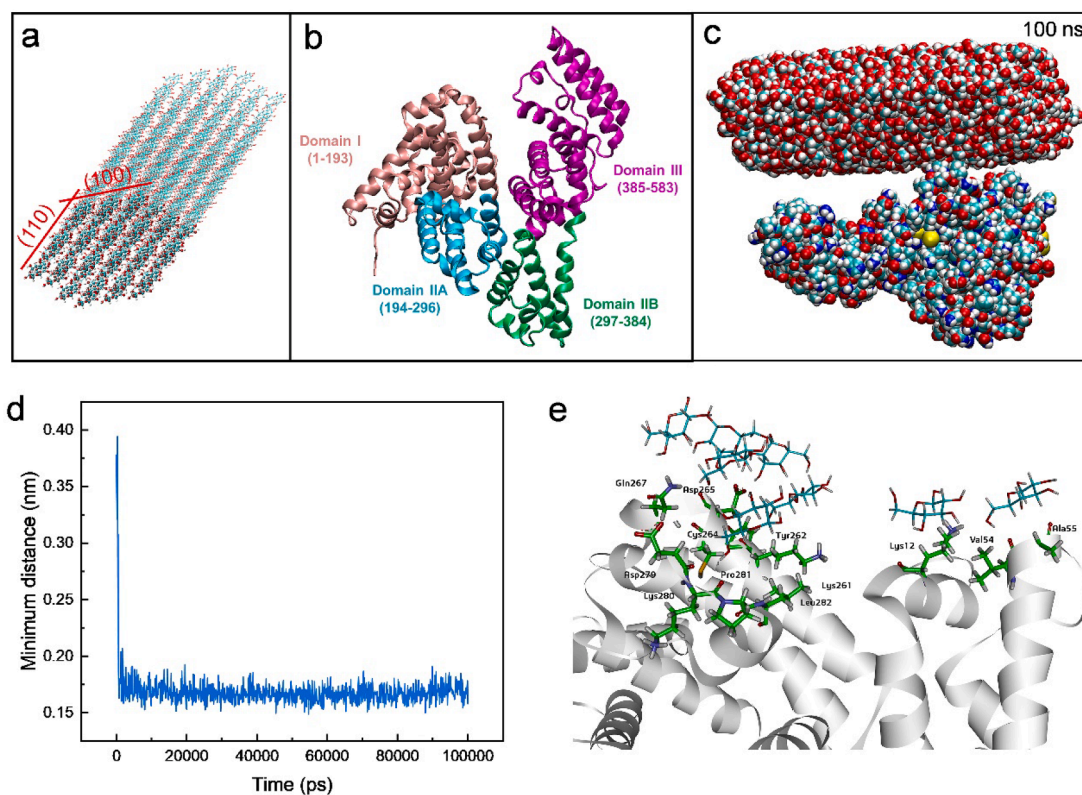 a
(100)
(110)
b
Domain I
(1-193)
Domain III
(385-583)
Domain IIA
(194-296)
Domain IIB
(297-384)
c
100 ns
d
0.40
0.35
0.30
0.25
0.20
0.15
Minimum distance (nm)
0
20000
40000
60000
80000
100000
Time (ps)
e
Gln267
Asp265
Cys264
Tyr262
Asp279
Pro281
Lys280
Lys261
Leu282
Lys12
Val54
Ala55